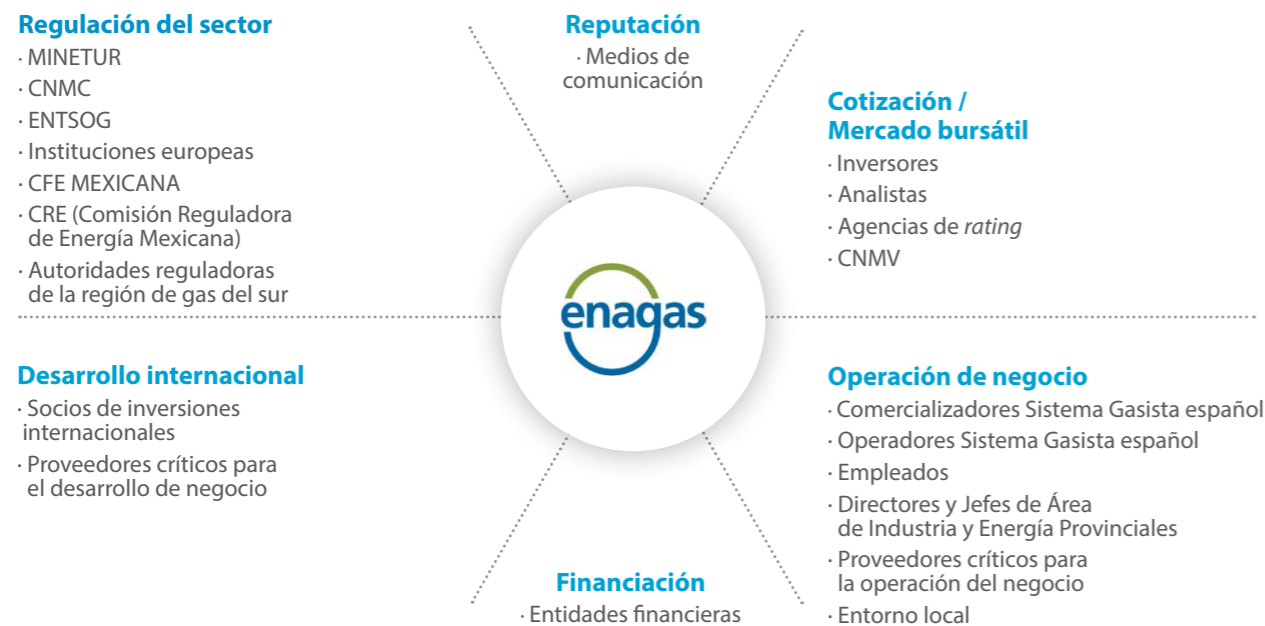 Regulación del sector
· MINETUR
· CNMC
· ENTSOG
· Instituciones europeas
· CFE MEXICANA
· CRE (Comisión Reguladora
de Energía Mexicana)
· Autoridades reguladoras
de la región de gas del sur
Reputación
· Medios de
comunicación
Cotización /
Mercado bursátil
· Inversores
· Analistas
· Agencias de rating
· CNMV
enagas
Desarrollo internacional
· Socios de inversiones
internacionales
· Proveedores críticos para
el desarrollo de negocio
Financiación
· Entidades financieras
Operación de negocio
· Comercializadores Sistema Gasista español
· Operadores Sistema Gasista español
· Empleados
· Directores y Jefes de Área
de Industria y Energía Provinciales
· Proveedores críticos para
la operación del negocio
· Entorno local